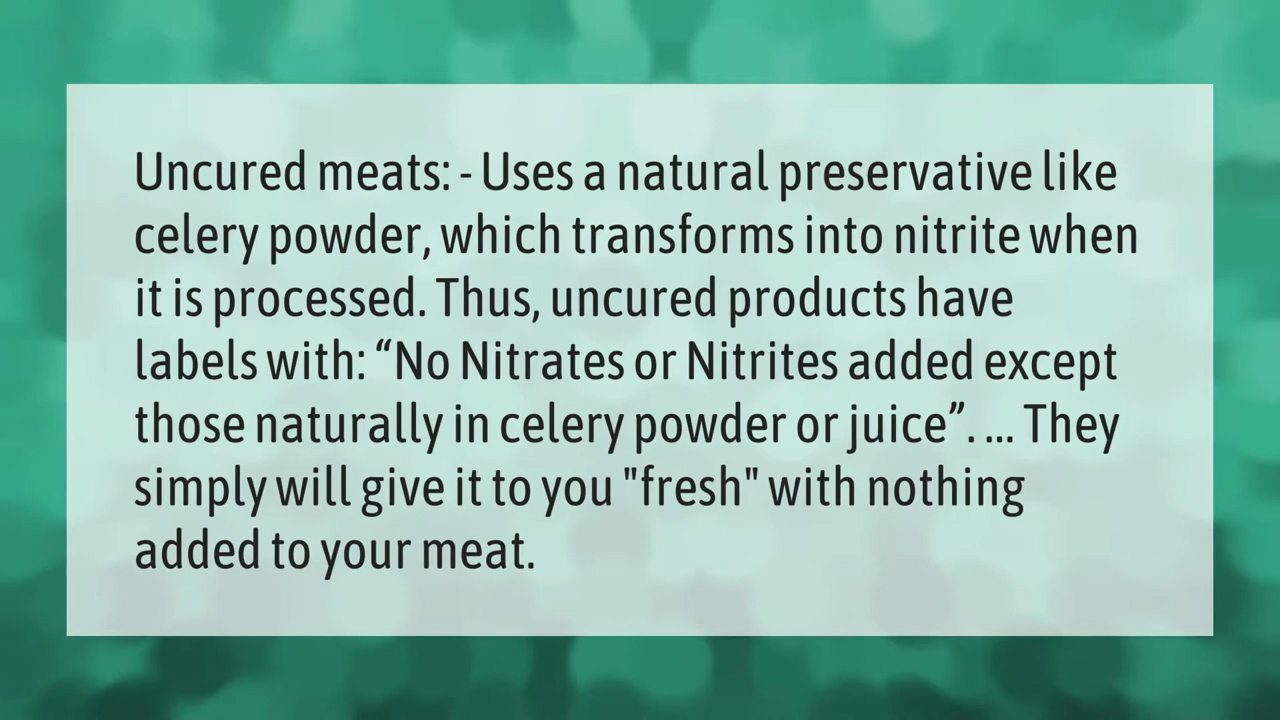 Uncured meats: - Uses a natural preservative like
celery powder, which transforms into nitrite when
it is processed. Thus, uncured products have
labels with: “No Nitrates or Nitrites added except
those naturally in celery powder or juice”. ... They
simply will give it to you "fresh" with nothing
added to your meat.